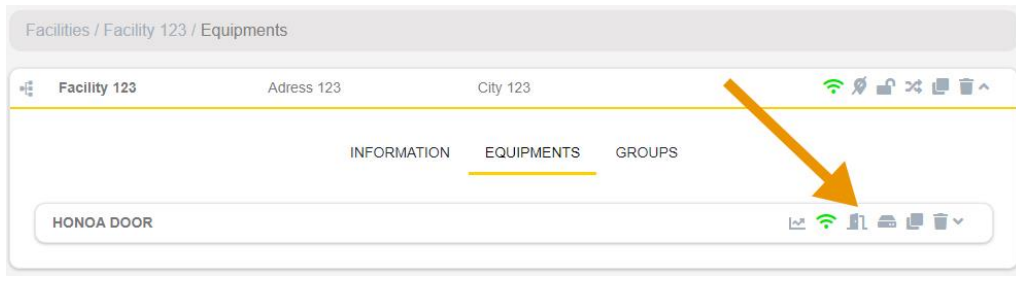 Facilities / Facility 123 / Equipments
Facility 123 Adress 123 City 123
INFORMATION EQUIPMENTS GROUPS
HONOA DOOR